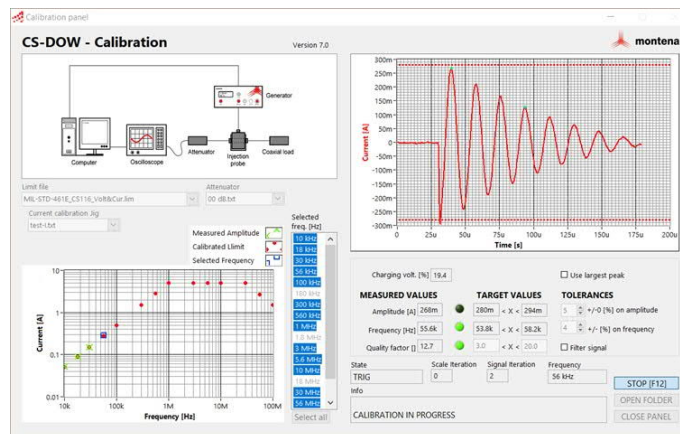 Calibration panel
CS-DOW - Calibration
Version 7.0
montena
Generator
Computer
Oscilloscope
Attenuator
Injection probe
Coaxial load
Limit file
Attenuator
MIL-STD-461E_CS116_Volt&Cur.lim
00 dB.txt
Current calibration Jig
test-I.txt
Measured Amplitude
Calibrated Llimit
Selected Frequency
Selected freq. [Hz]
10 kHz
18 kHz
30 kHz
56 kHz
100 kHz
180 kHz
300 kHz
560 kHz
1 MHz
1.8 MHz
3 MHz
5.6 MHz
10 MHz
18 MHz
30 MHz
56 MHz
Select all
Current [A]
10
1
0.1
0.01
10k 100k 1M 10M 100M
Frequency [Hz]
Current [A]
300m
250m
200m
150m
100m
50m
0
-50m
-100m
-150m
-200m
-250m
-300m
0 25u 50u 75u 100u 125u 150u 175u 200u
Time [s]
Charging volt. [%] 19.4
Use largest peak
MEASURED VALUES TARGET VALUES TOLERANCES
Amplitude [A] 268m 280m < X < 294m 5 +/-0 [%] on amplitude
Frequency [Hz] 55.6k 53.8k < X < 58.2k 4 +/- [%] on frequency
Quality factor [] 12.7 3.0 < X < 20.0 Filter signal
State Scale Iteration Signal Iteration Frequency
TRIG 0 2 56 kHz
Info
CALIBRATION IN PROGRESS
STOP [F12]
OPEN FOLDER
CLOSE PANEL